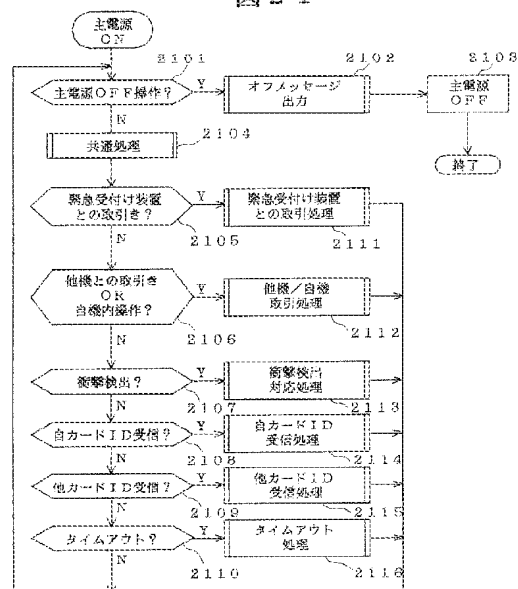 主電源
ON
2101
主電源OFF操作?
Y
2102
オフメッセージ
出力
2103
主電源
OFF
終了
N
2104
共通処理
緊急受付け装置
との取引き?
Y
2105
緊急受付け装置
との取引処理
2111
N
他機との取引き
OR
自機内操作?
Y
2106
他機/自機
取引処理
2112
N
衝撃検出?
Y
2107
衝撃検出
対応処理
2113
N
自カードID受信?
Y
2108
自カードID
受信処理
2114
N
他カードID受信?
Y
2109
他カードID
受信処理
2115
N
タイムアウト?
Y
2110
タイムアウト
処理
2116
N